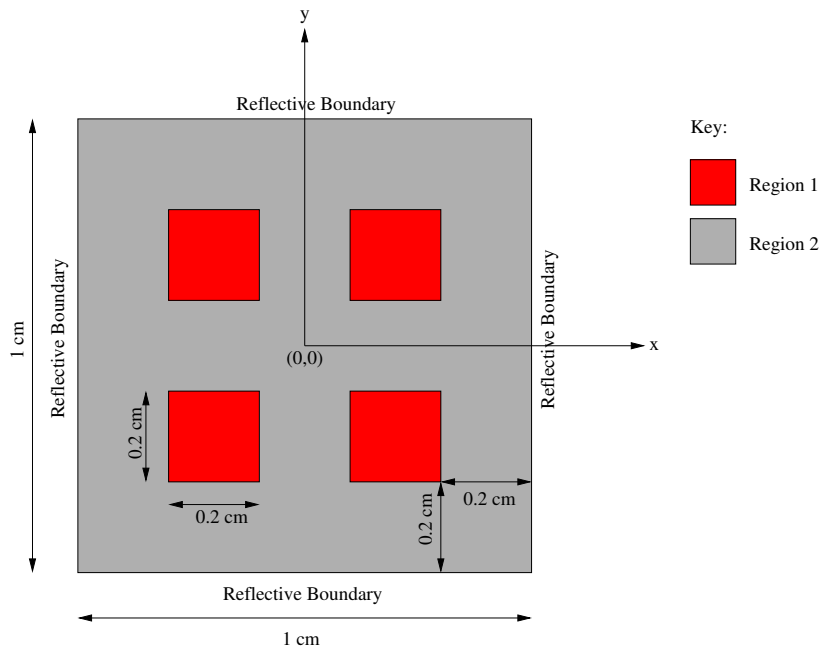 y
Reflective Boundary
Key:
Region 1
Region 2
Reflective Boundary
1 cm
x
(0,0)
Reflective Boundary
0.2 cm
0.2 cm
0.2 cm
0.2 cm
Reflective Boundary
1 cm